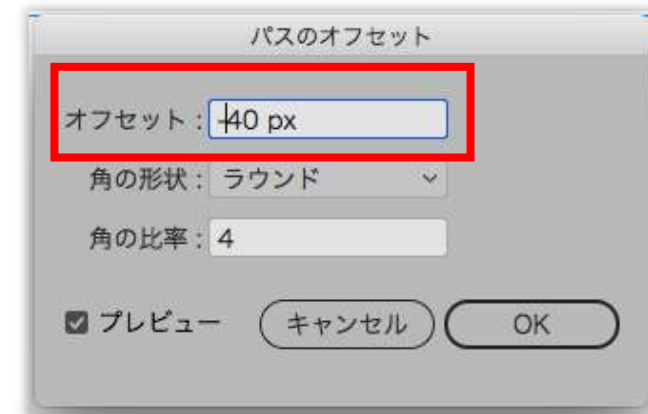 パスのオフセット
オフセット : -40 px
角の形状 : ラウンド
角の比率 : 4
プレビュー キャンセル OK